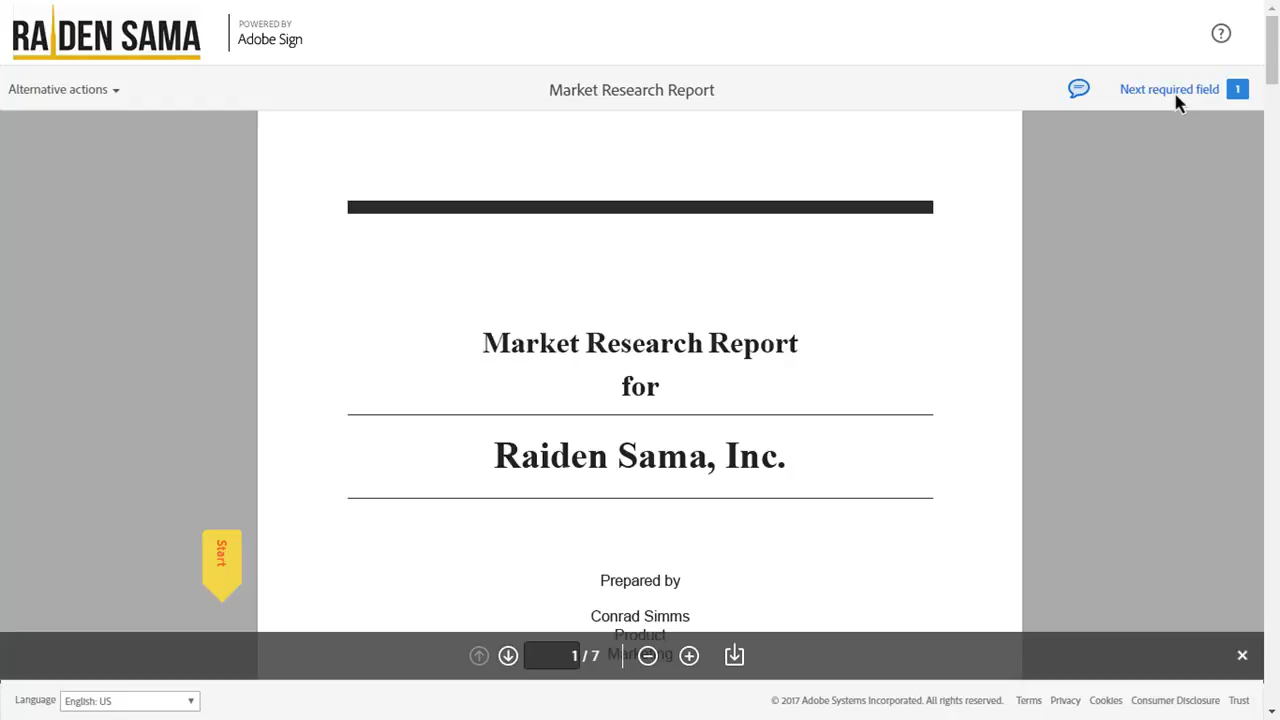 RAIDEN SAMA
POWERED BY
Adobe Sign
Alternative actions
Market Research Report
Next required field 1
Market Research Report
for
Raiden Sama, Inc.
Start
Prepared by
Conrad Simms
Product
Marketing
1 / 7
Language English: US
© 2017 Adobe Systems Incorporated. All rights reserved. Terms Privacy Cookies Consumer Disclosure Trust